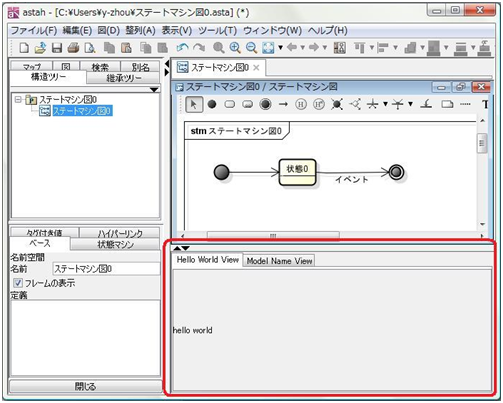 astah - [C:¥Users¥y-zhou¥ステートマシン図0.asta] (*)
ファイル(F) 編集(E) 図(D) 整列(A) 表示(V) ツール(T) ウィンドウ(W) ヘルプ(H)
マップ 図 検索 別名
構造ツリー 継承ツリー
ステートマシン図0
ステートマシン図0
ステートマシン図0
ステートマシン図0 / ステートマシン図
stm ステートマシン図0
状態0
イベント
タグ付き値 ハイパーリンク
ベース 状態マシン
名前空間
名前 ステートマシン図0
フレームの表示
定義
閉じる
Hello World View Model Name View
hello world